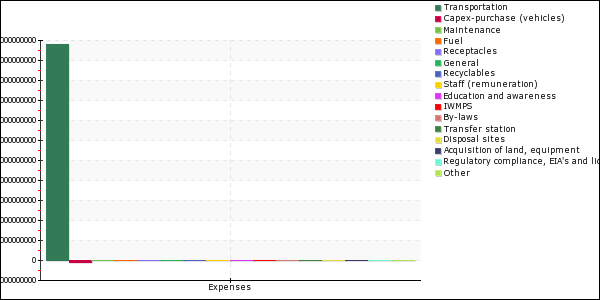 Transportation
Capex-purchase (vehicles)
Maintenance
Fuel
Receptacles
General
Recyclables
Staff (remuneration)
Education and awareness
IWMPS
By-laws
Transfer station
Disposal sites
Acquisition of land, equipment
Regulatory compliance, EIA's and
Other
0
Expenses